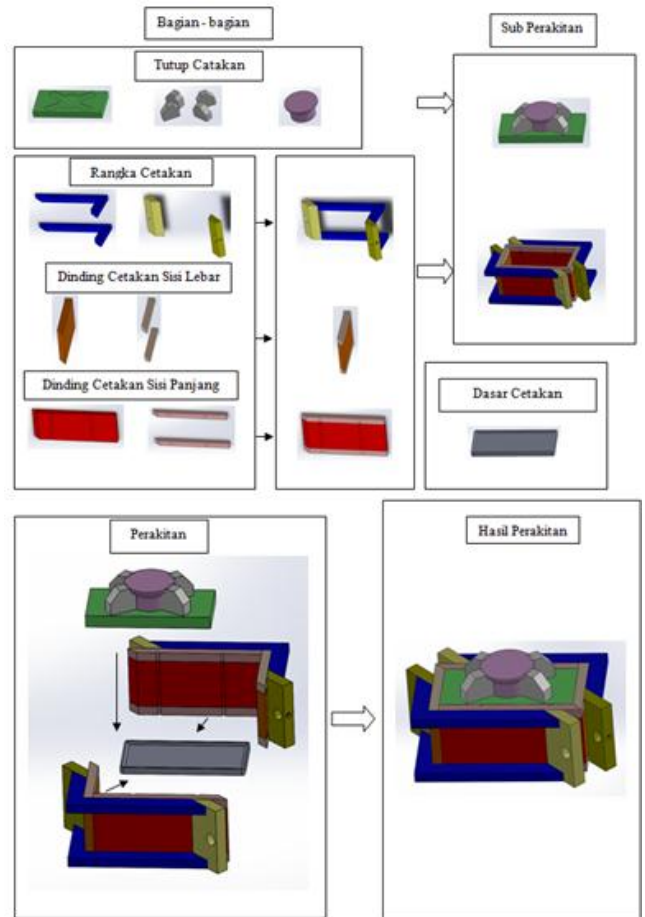 Bagian - bagian
Sub Perakitan
Tutup Catakan
Rangka Cetakan
Dinding Cetakan Sisi Lebar
Dinding Cetakan Sisi Panjang
Dasar Cetakan
Perakitan
Hasil Perakitan